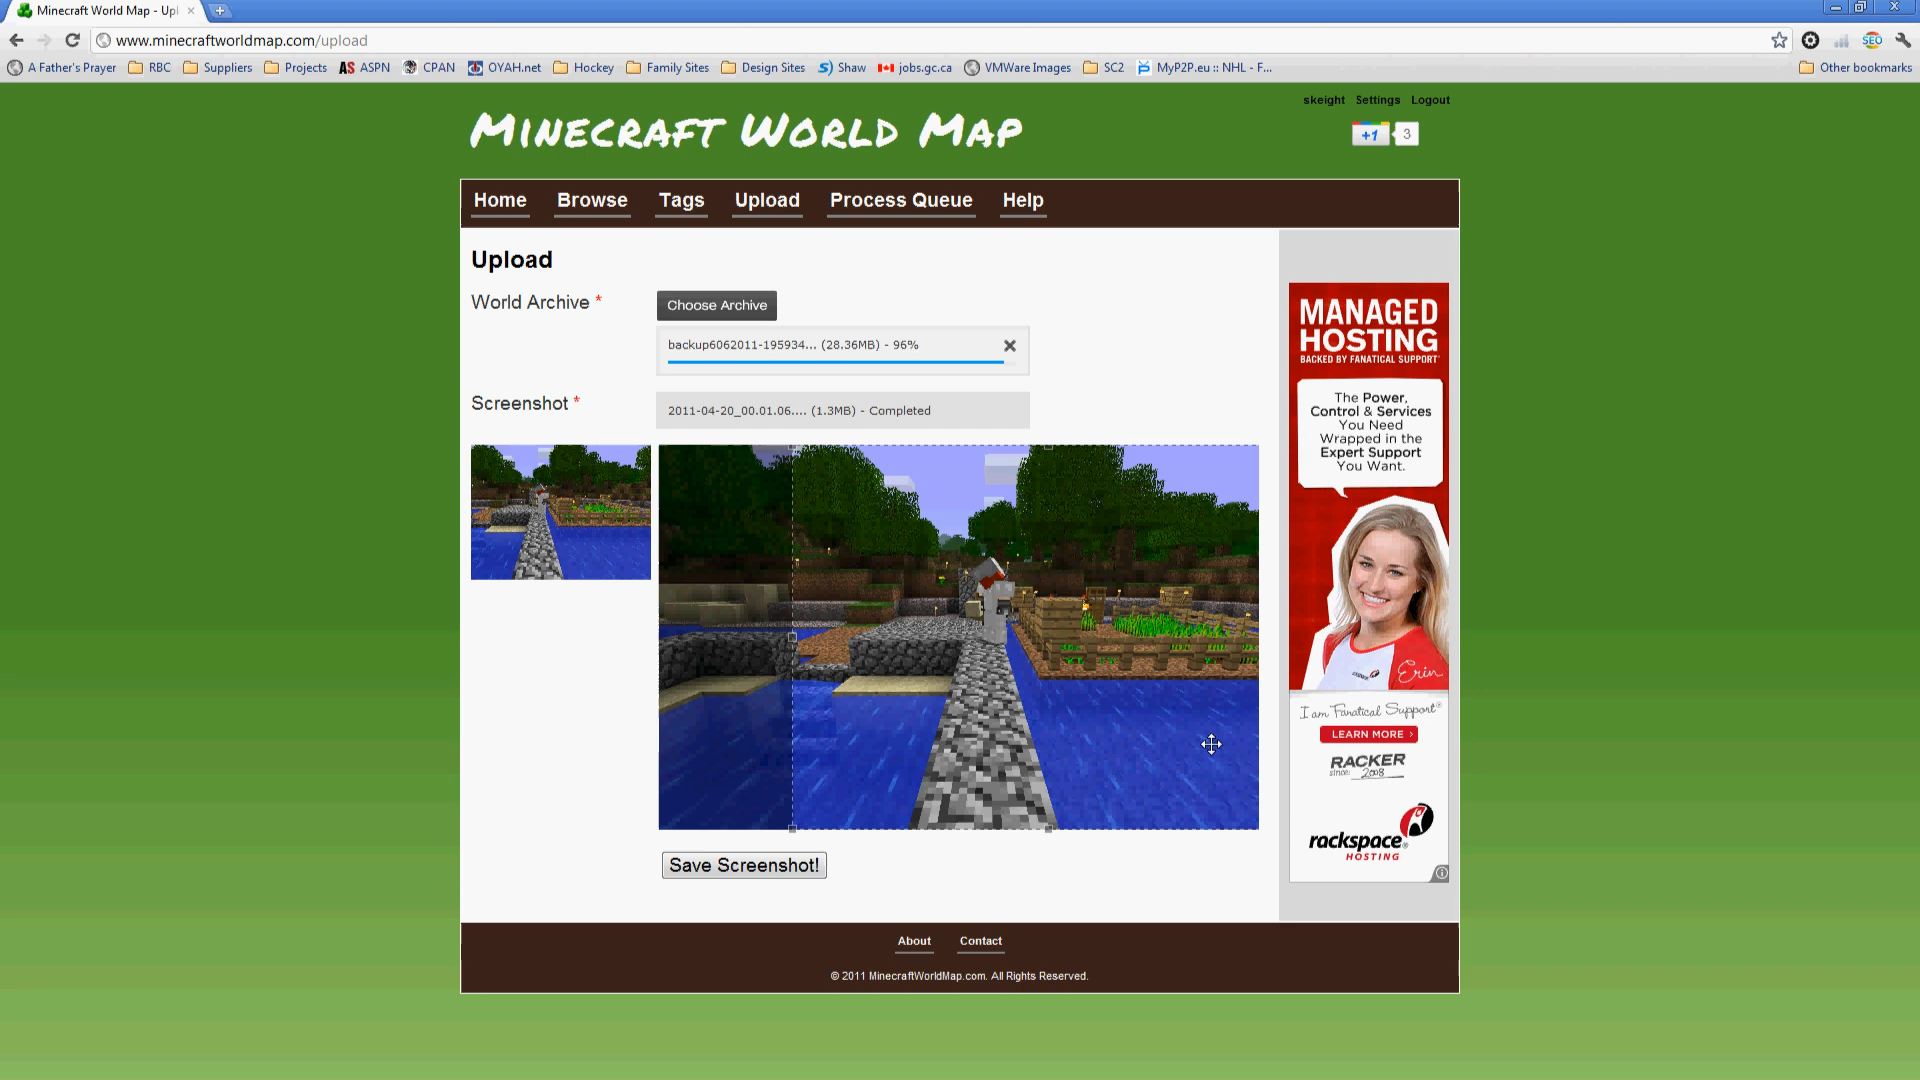 Minecraft World Map - Upl
www.minecraftworldmap.com/upload
SEO
A Father's Prayer RBC Suppliers Projects AS ASPN CPAN OYAH.net Hockey Family Sites Design Sites Shaw jobs.gc.ca VMWare Images SC2 MyP2P.eu :: NHL - F... Other bookmarks
skeight Settings Logout
Minecraft World Map
+1 3
Home Browse Tags Upload Process Queue Help
Upload
World Archive *
Choose Archive
backup6062011-195934... (28.36MB) - 96%
Screenshot *
2011-04-20_00.01.06.... (1.3MB) - Completed
Save Screenshot!
MANAGED
HOSTING
BACKED BY FANATICAL SUPPORT®
The Power,
Control & Services
You Need
Wrapped in the
Expert Support
You Want.
Erin
I am Fanatical Support®
LEARN MORE ›
RACKER
since: 2008
rackspace®
HOSTING
About Contact
© 2011 MinecraftWorldMap.com. All Rights Reserved.